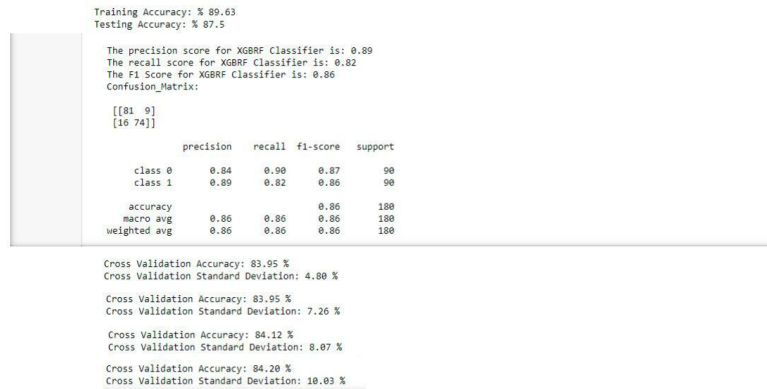 Training Accuracy: % 89.63
Testing Accuracy: % 87.5
The precision score for XGBRF Classifier is: 0.89
The recall score for XGBRF Classifier is: 0.82
The F1 Score for XGBRF Classifier is: 0.86
Confusion_Matrix:
[[81 9]
[16 74]]
precision recall f1-score support
class 0 0.84 0.90 0.87 90
class 1 0.89 0.82 0.86 90
accuracy 0.86 180
macro avg 0.86 0.86 0.86 180
weighted avg 0.86 0.86 0.86 180
Cross Validation Accuracy: 83.95 %
Cross Validation Standard Deviation: 4.80 %
Cross Validation Accuracy: 83.95 %
Cross Validation Standard Deviation: 7.26 %
Cross Validation Accuracy: 84.12 %
Cross Validation Standard Deviation: 8.07 %
Cross Validation Accuracy: 84.20 %
Cross Validation Standard Deviation: 10.03 %